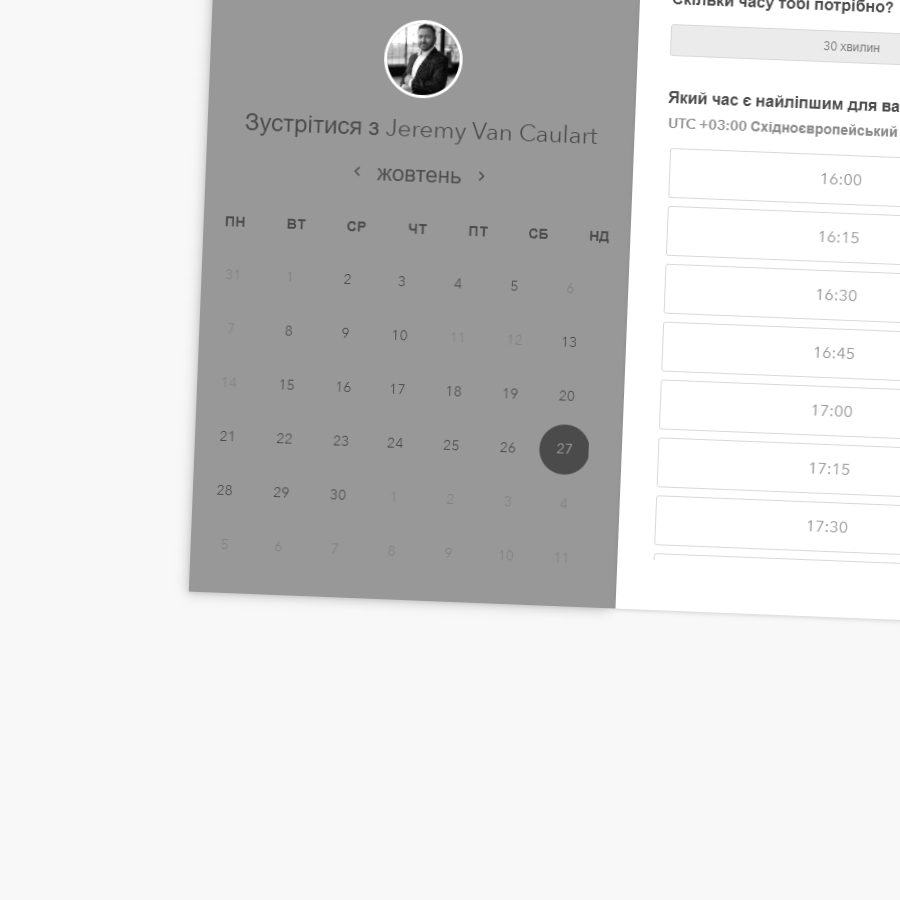 Зустрітися з Jeremy Van Caulart
‹ жовтень ›
ПН ВТ СР ЧТ ПТ СБ НД
31 1 2 3 4 5 6
7 8 9 10 11 12 13
14 15 16 17 18 19 20
21 22 23 24 25 26 27
28 29 30 1 2 3 4
5 6 7 8 9 10 11
Скільки часу тобі потрібно?
30 хвилин
Який час є найліпшим для ва
UTC +03:00 Східноєвропейський
16:00
16:15
16:30
16:45
17:00
17:15
17:30